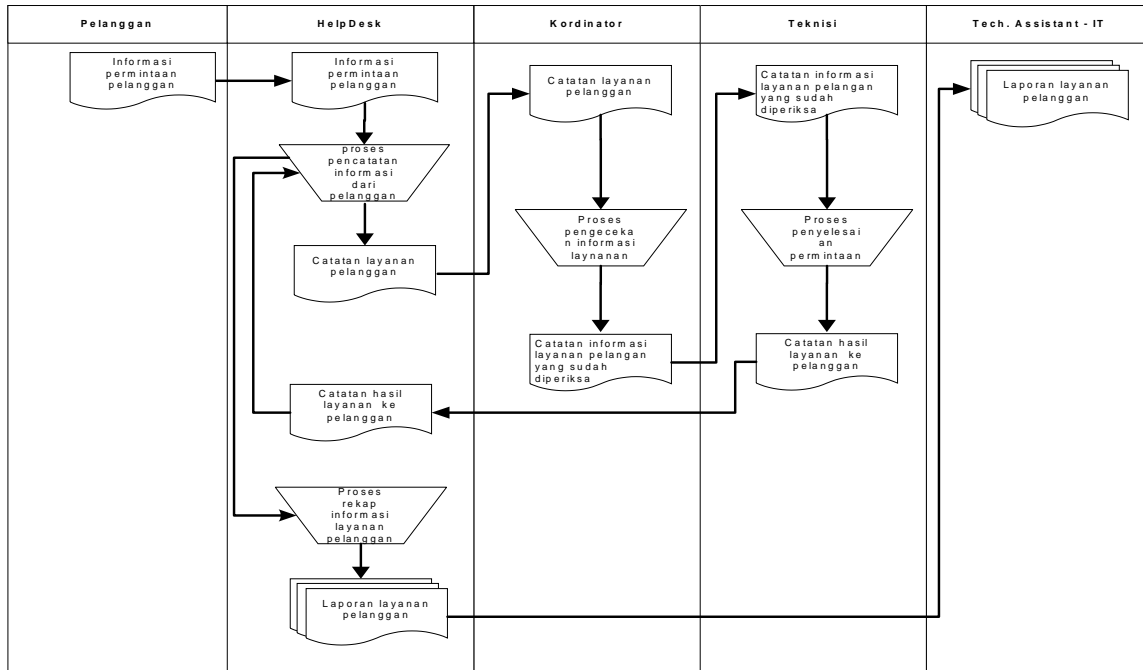 Pelanggan
HelpDesk
Kordinator
Teknisi
Tech. Assistant - IT
Informasi
permintaan
pelanggan
Informasi
permintaan
pelanggan
proses
pencatatan
informasi
dari
pelanggan
Catatan layanan
pelanggan
Catatan hasil
layanan ke
pelanggan
Proses
rekap
informasi
layanan
pelanggan
Laporan layanan
pelanggan
Catatan layanan
pelanggan
Proses
pengeceka
n informasi
laynanan
Catatan informasi
layanan pelangan
yang sudah
diperiksa
Catatan informasi
layanan pelangan
yang sudah
diperiksa
Proses
penyelesai
an
permintaan
Catatan hasil
layanan ke
pelanggan
Laporan layanan
pelanggan